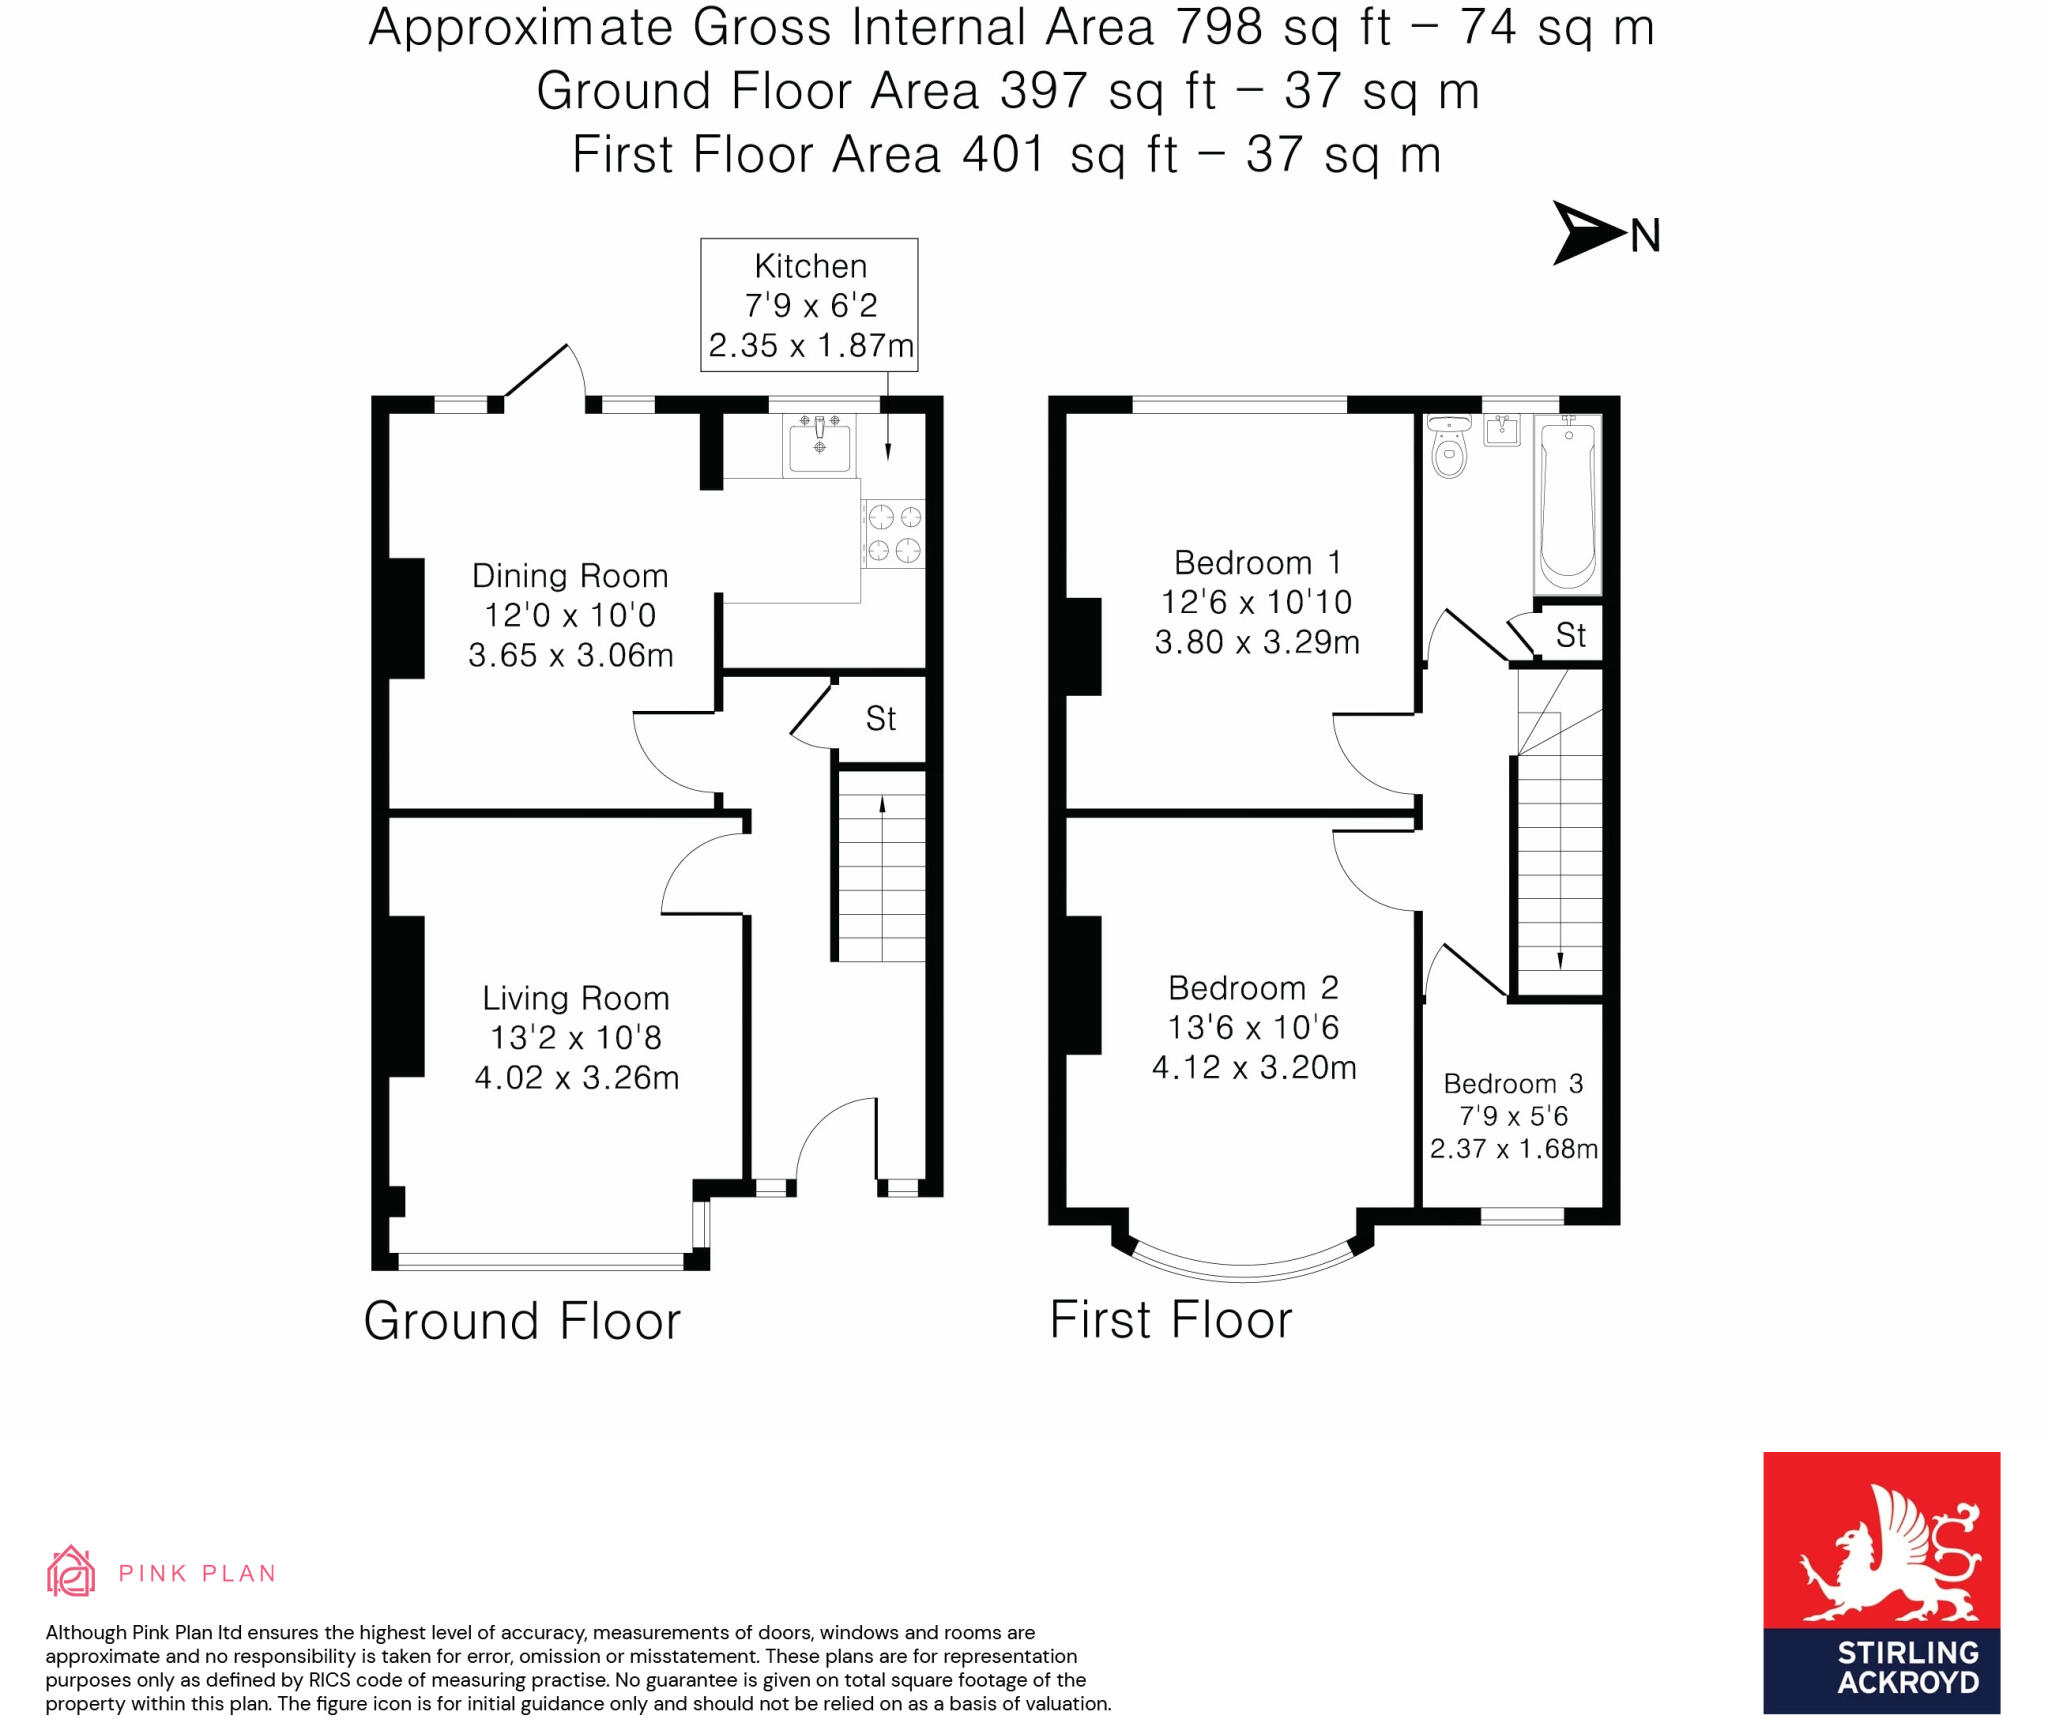 Approximate Gross Internal Area 798 sq ft – 74 sq m
Ground Floor Area 397 sq ft – 37 sq m
First Floor Area 401 sq ft – 37 sq m
N
Kitchen
7'9 x 6'2
2.35 x 1.87m
Dining Room
12'0 x 10'0
3.65 x 3.06m
St
Living Room
13'2 x 10'8
4.02 x 3.26m
Ground Floor
Bedroom 1
12'6 x 10'10
3.80 x 3.29m
St
Bedroom 2
13'6 x 10'6
4.12 x 3.20m
Bedroom 3
7'9 x 5'6
2.37 x 1.68m
First Floor
PINK PLAN
Although Pink Plan ltd ensures the highest level of accuracy, measurements of doors, windows and rooms are
approximate and no responsibility is taken for error, omission or misstatement. These plans are for representation
purposes only as defined by RICS code of measuring practise. No guarantee is given on total square footage of the
property within this plan. The figure icon is for initial guidance only and should not be relied on as a basis of valuation.
STIRLING
ACKROYD